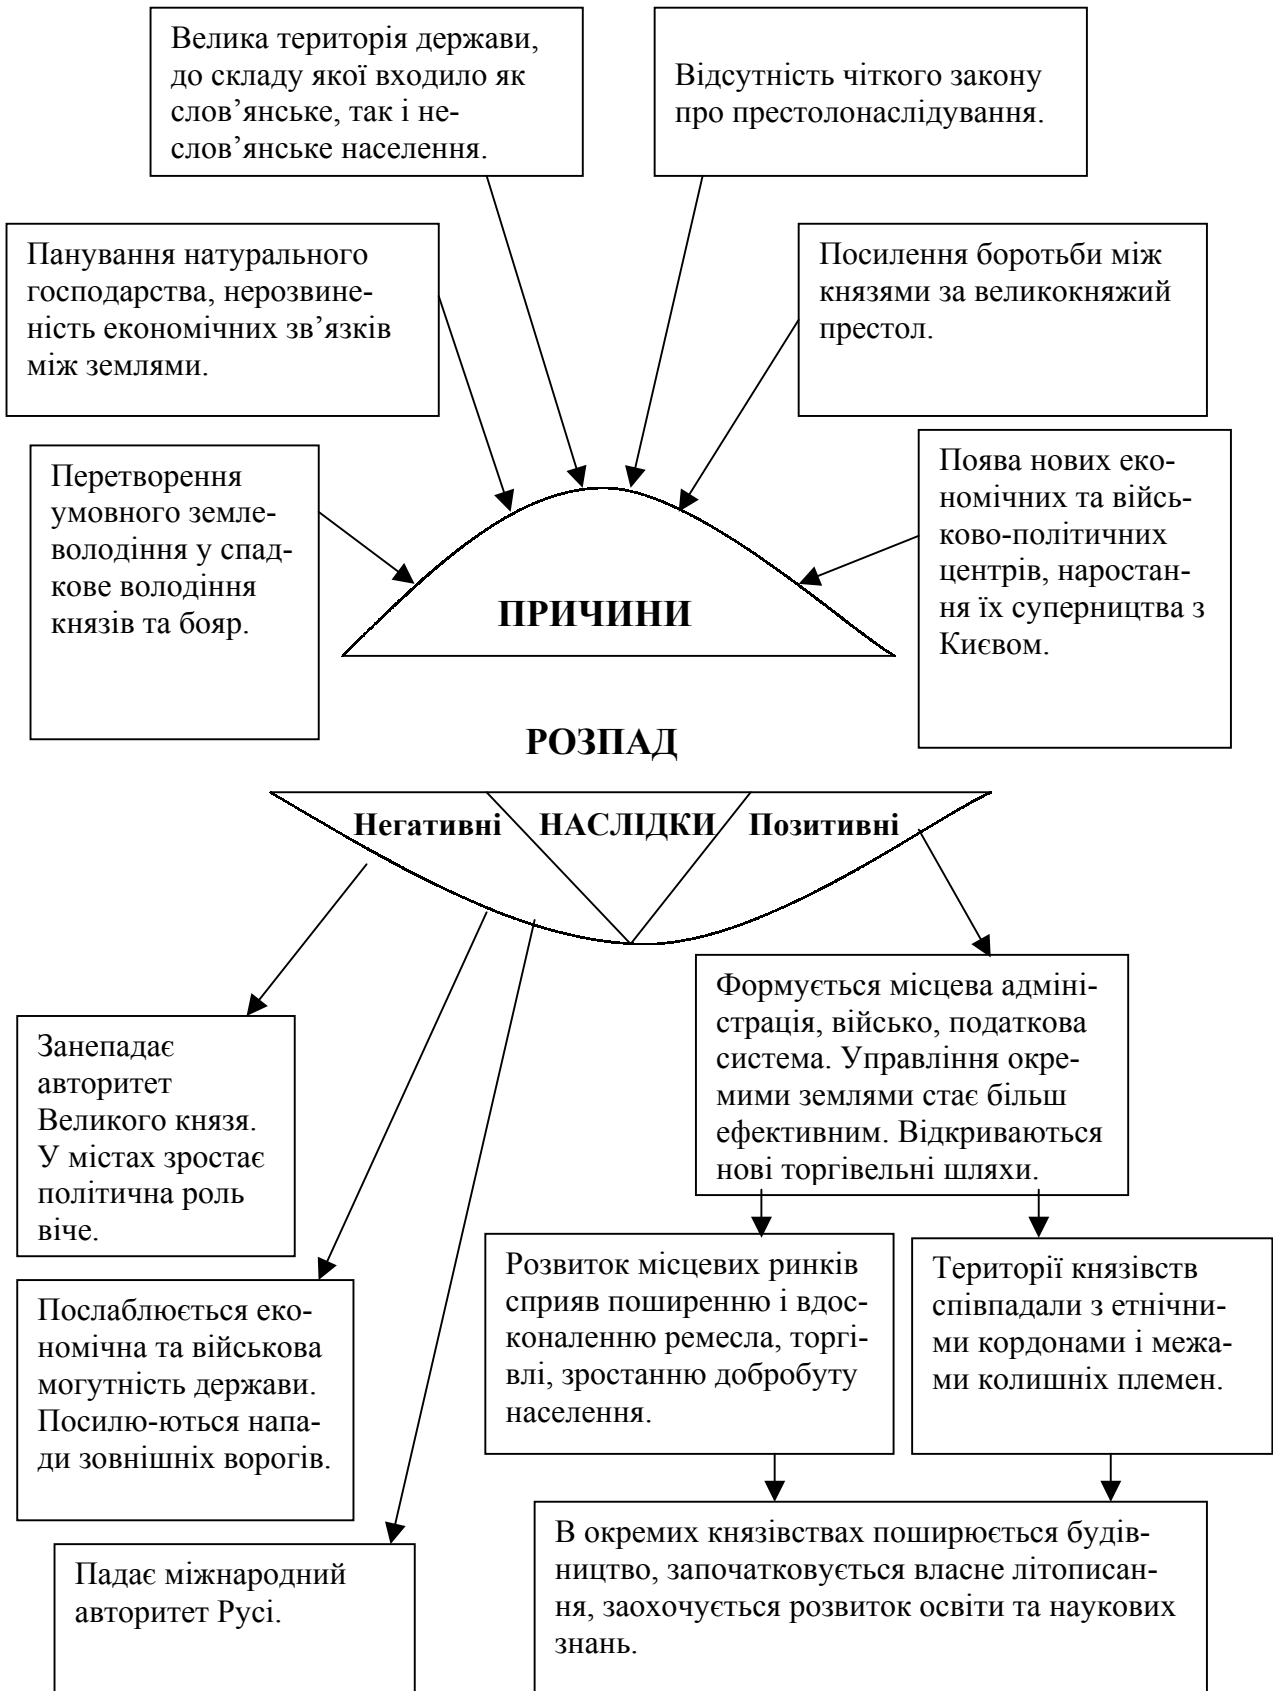 Велика територія держави,
до складу якої входило як
слов’янське, так і не-
слов’янське населення.
Відсутність чіткого закону
про престолонаслідування.
Панування натурального
господарства, нерозвине-
ність економічних зв’язків
між землями.
Посилення боротьби між
князями за великокняжий
престол.
Перетворення
умовного земле-
володіння у спад-
кове володіння
князів та бояр.
Поява нових еко-
номічних та війсь-
ково-політичних
центрів, наростан-
ня їх суперництва з
Києвом.
ПРИЧИНИ
РОЗПАД
Негативні НАСЛІДКИ Позитивні
Занепадає
авторитет
Великого князя.
У містах зростає
політична роль
віче.
Формується місцева адміні-
страція, військо, податкова
система. Управління окре-
мими землями стає більш
ефективним. Відкриваються
нові торгівельні шляхи.
Послаблюється еко-
номічна та військова
могутність держави.
Посилю-ються напа-
ди зовнішніх ворогів.
Розвиток місцевих ринків
сприяв поширенню і вдос-
коналенню ремесла, торгі-
влі, зростанню добробуту
населення.
Території князівств
співпадали з етнічни-
ми кордонами і межа-
ми колишніх племен.
Падає міжнародний
авторитет Русі.
В окремих князівствах поширюється будів-
ництво, започатковується власне літописан-
ня, заохочується розвиток освіти та наукових
знань.